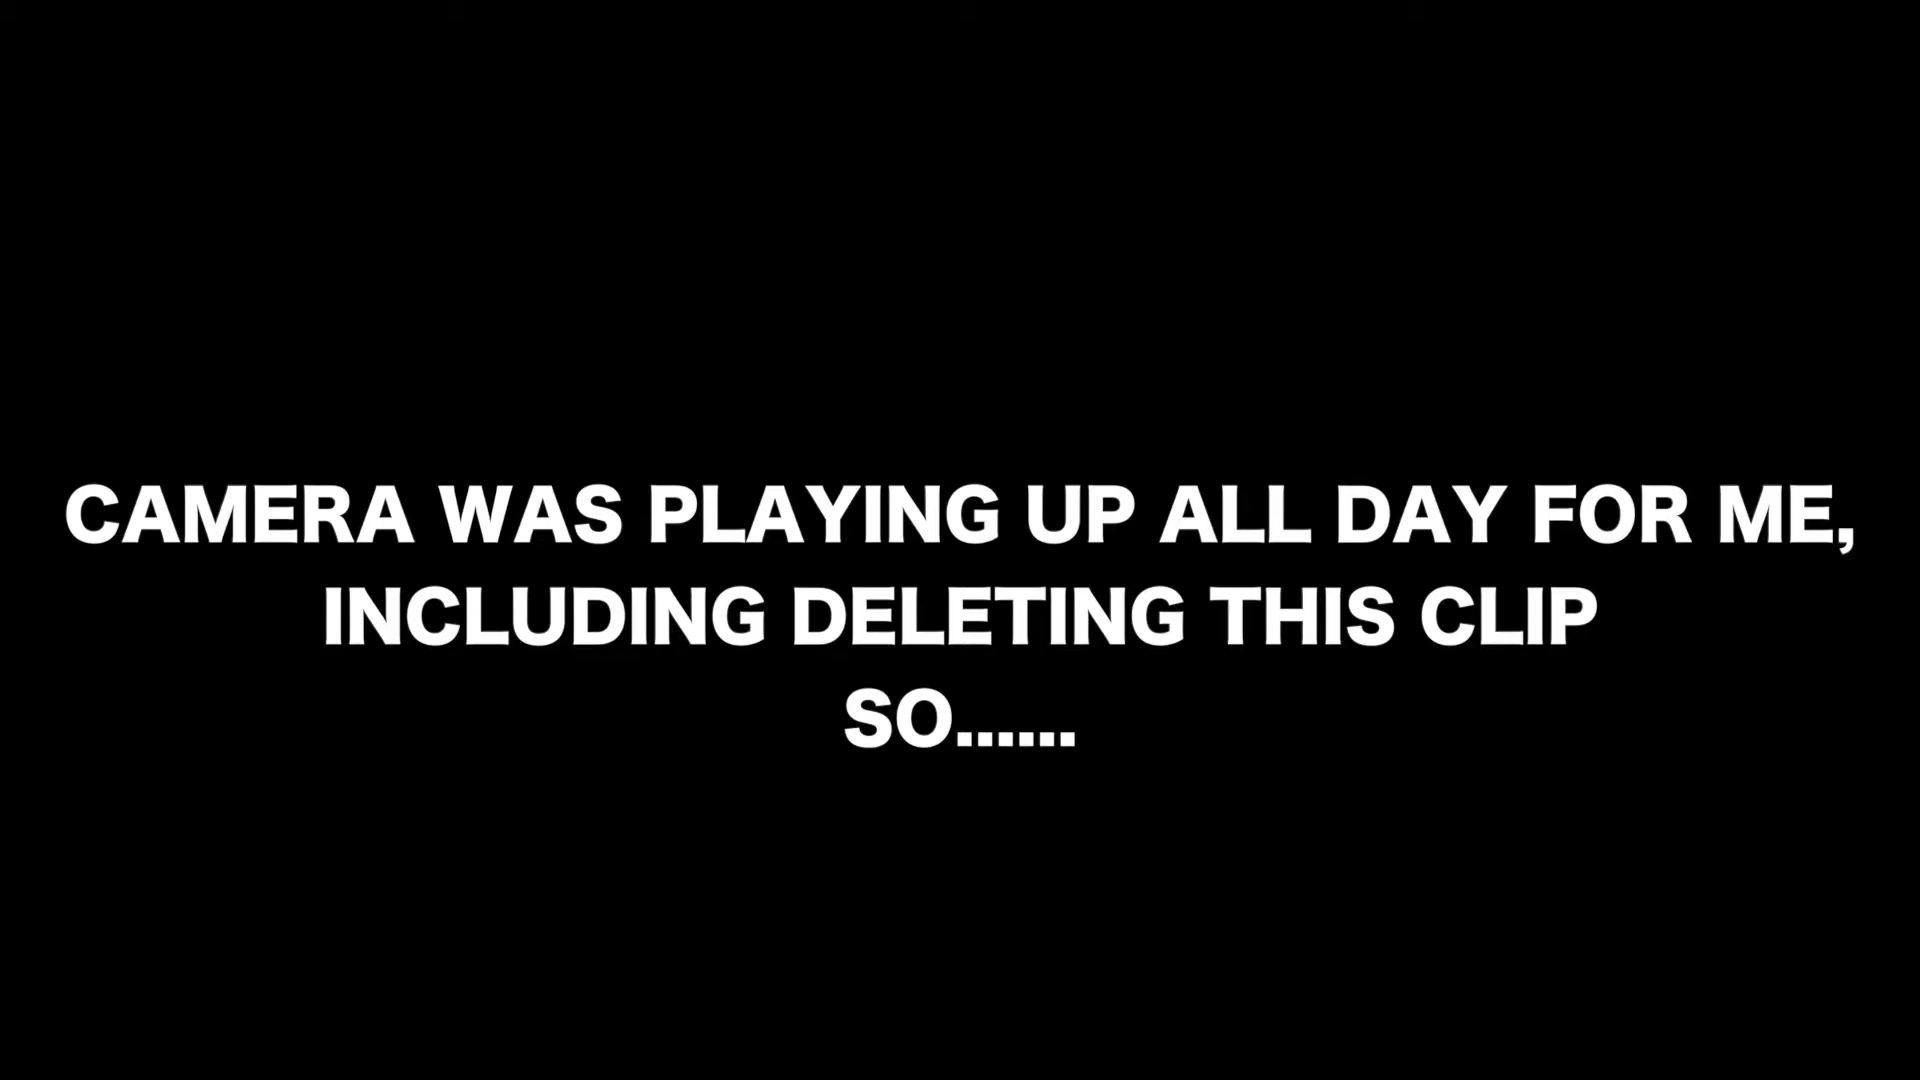 CAMERA WAS PLAYING UP ALL DAY FOR ME,
INCLUDING DELETING THIS CLIP
SO......